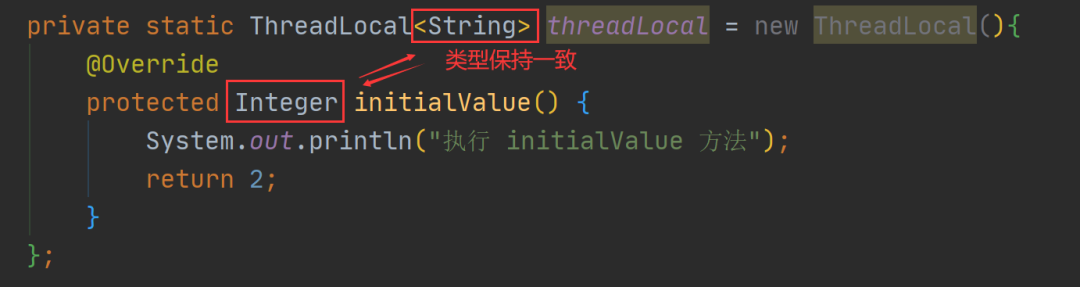 private static ThreadLocal<String> threadLocal = new ThreadLocal(){
@Override
类型保持一致
protected Integer initialValue() {
System.out.println("执行 initialValue 方法");
return 2;
}
};